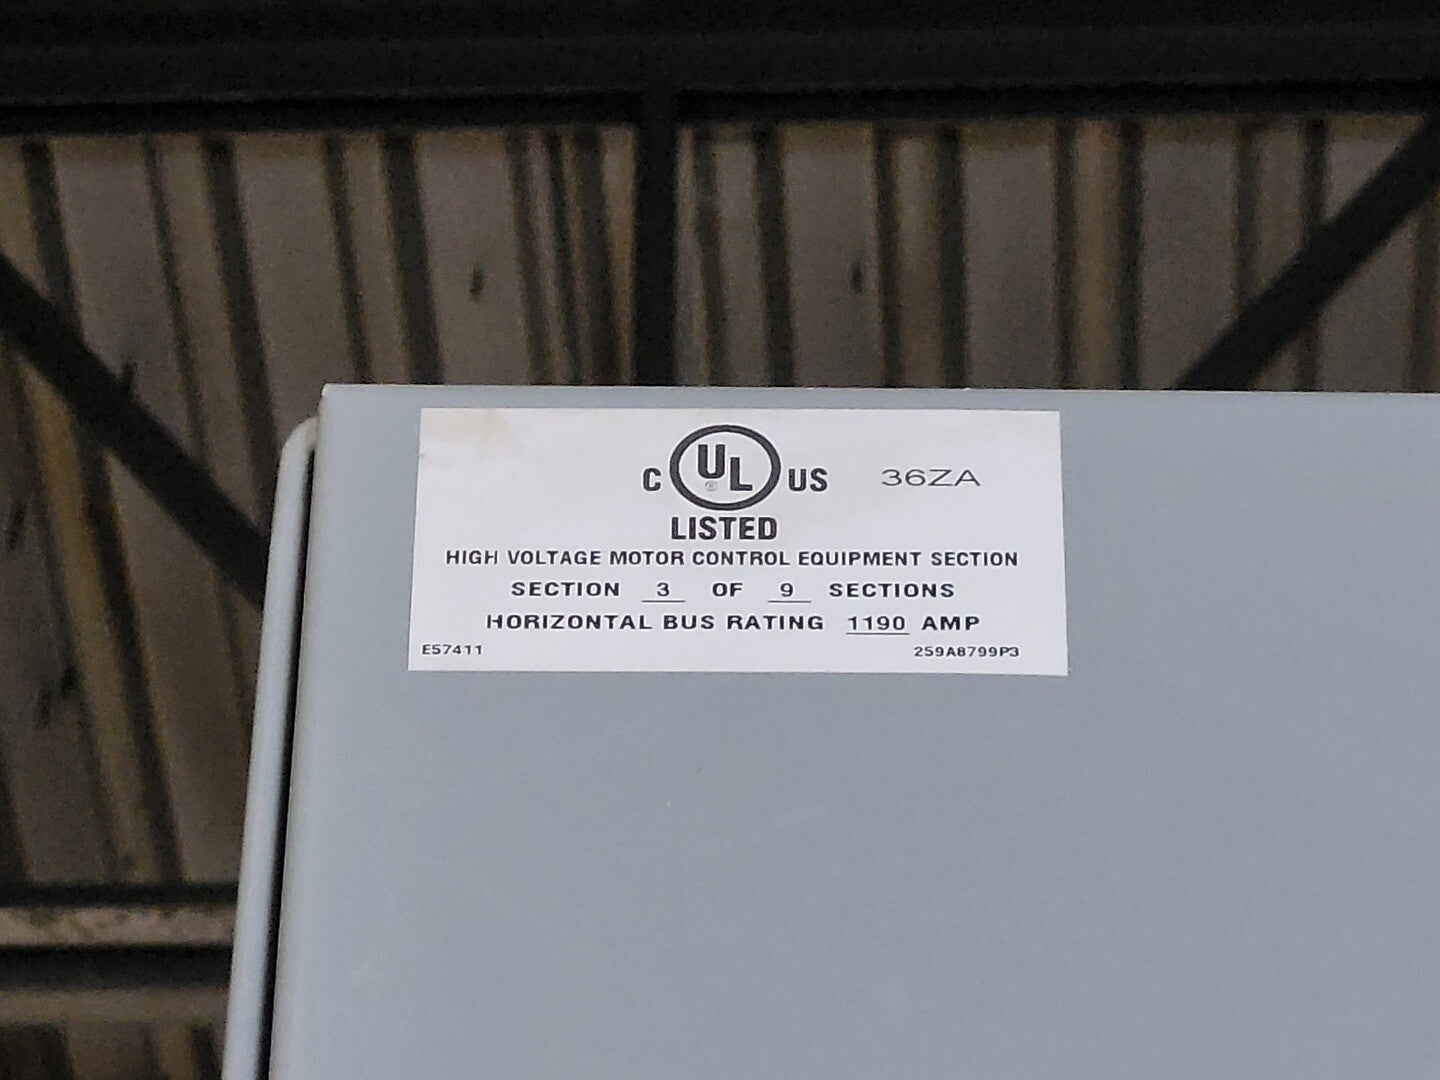 C UL ® US 36ZA
LISTED
HIGH VOLTAGE MOTOR CONTROL EQUIPMENT SECTION
SECTION 3 OF 9 SECTIONS
HORIZONTAL BUS RATING 1190 AMP
E57411 259A8799P3